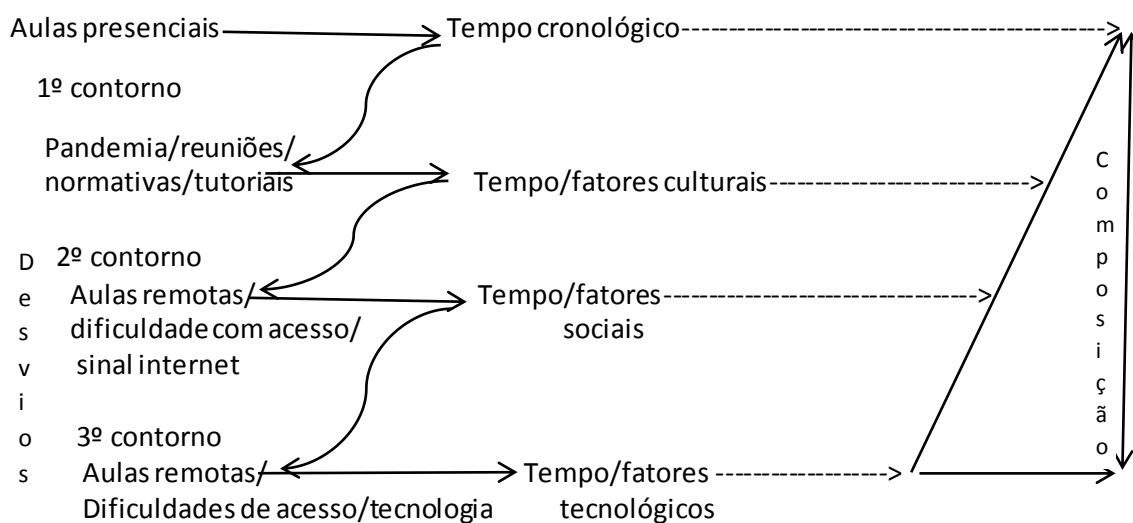 Aulas presenciais Tempo cronológico
1º contorno
Pandemia/reuniões/
normativas/tutoriais Tempo/fatores culturais
2º contorno
Aulas remotas/ Tempo/fatores
dificuldade com acesso/ sociais
sinal internet
3º contorno
Aulas remotas/ Tempo/fatores
Dificuldades de acesso/tecnologia tecnológicos
Desvios
Composição